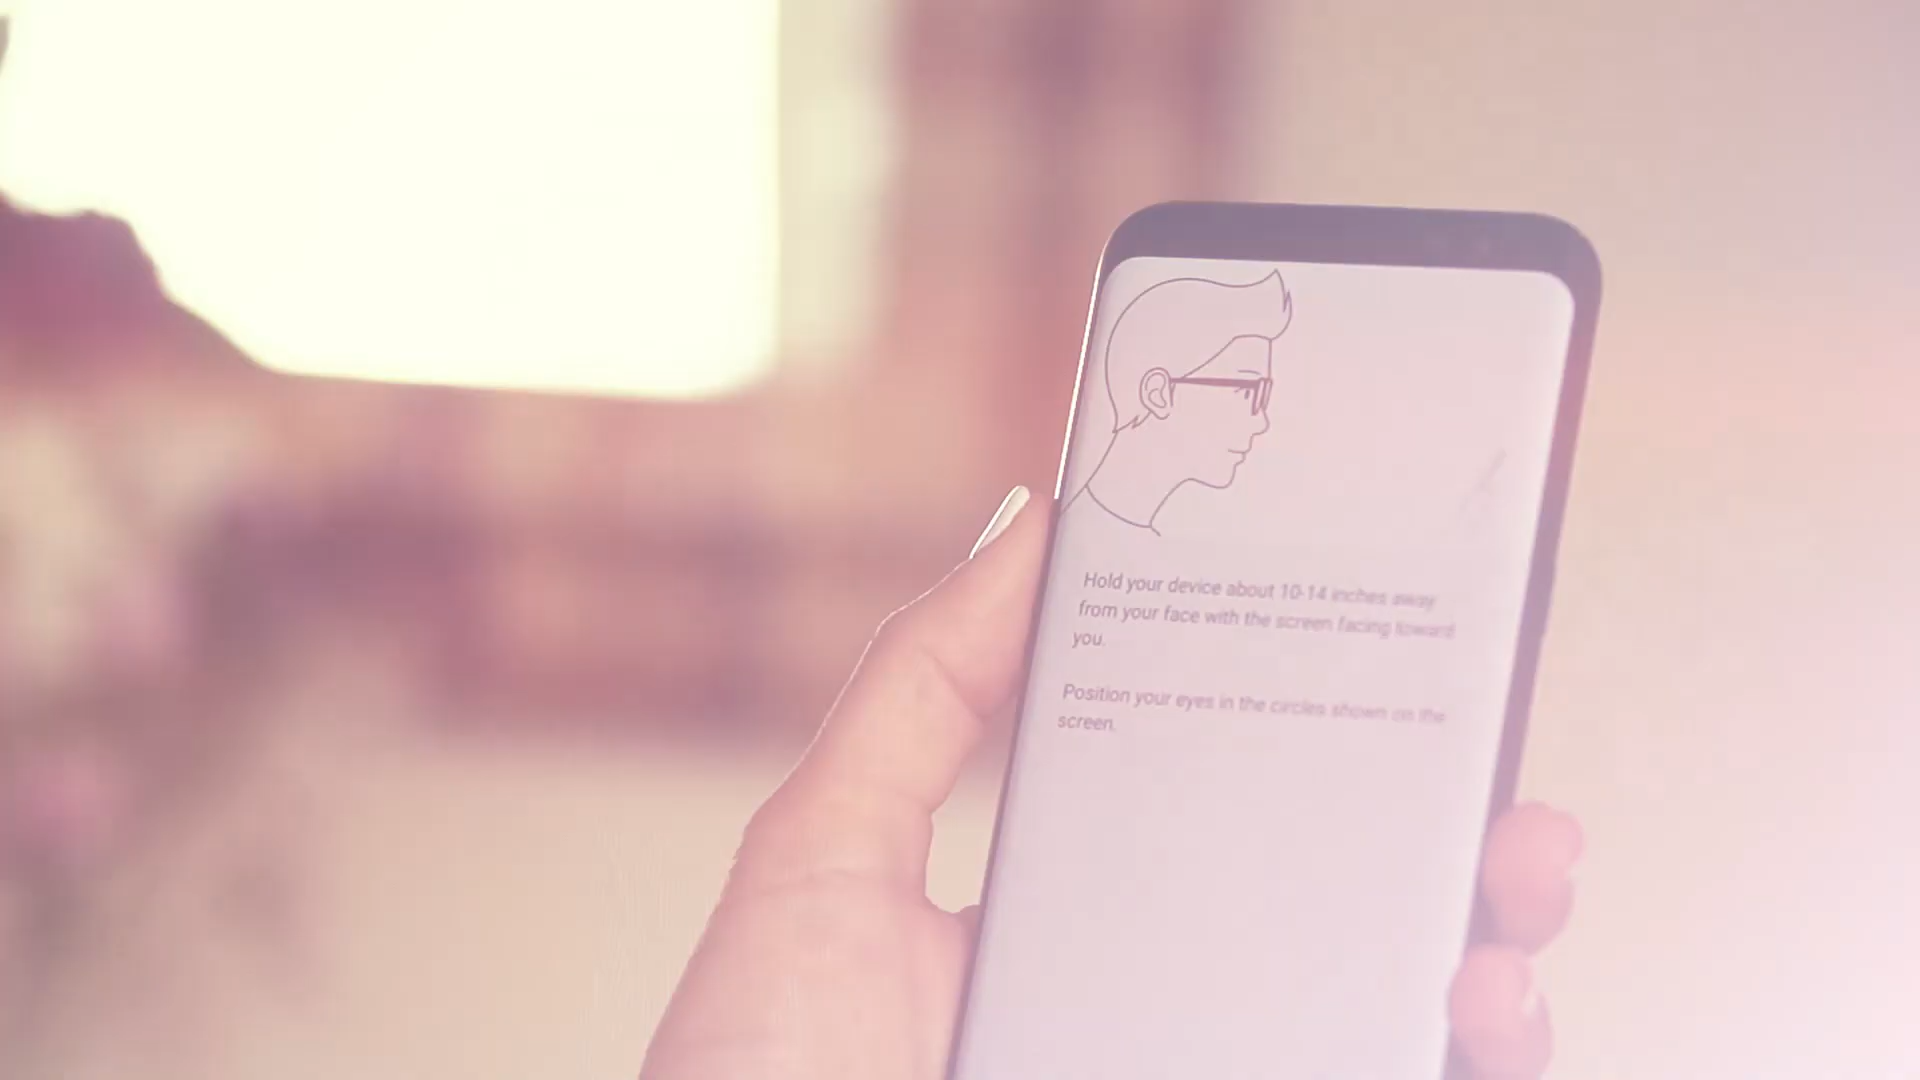 Hold your device about 10-14 inches away
from your face with the screen facing toward
you.
Position your eyes in the circles shown on the
screen.